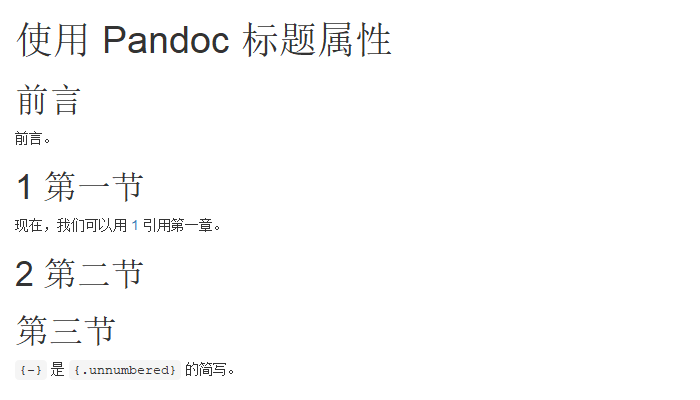 使用 Pandoc 标题属性
前言
前言。
1 第一节
现在，我们可以用 1 引用第一章。
2 第二节
第三节
{-} 是 {.unnumbered} 的简写。